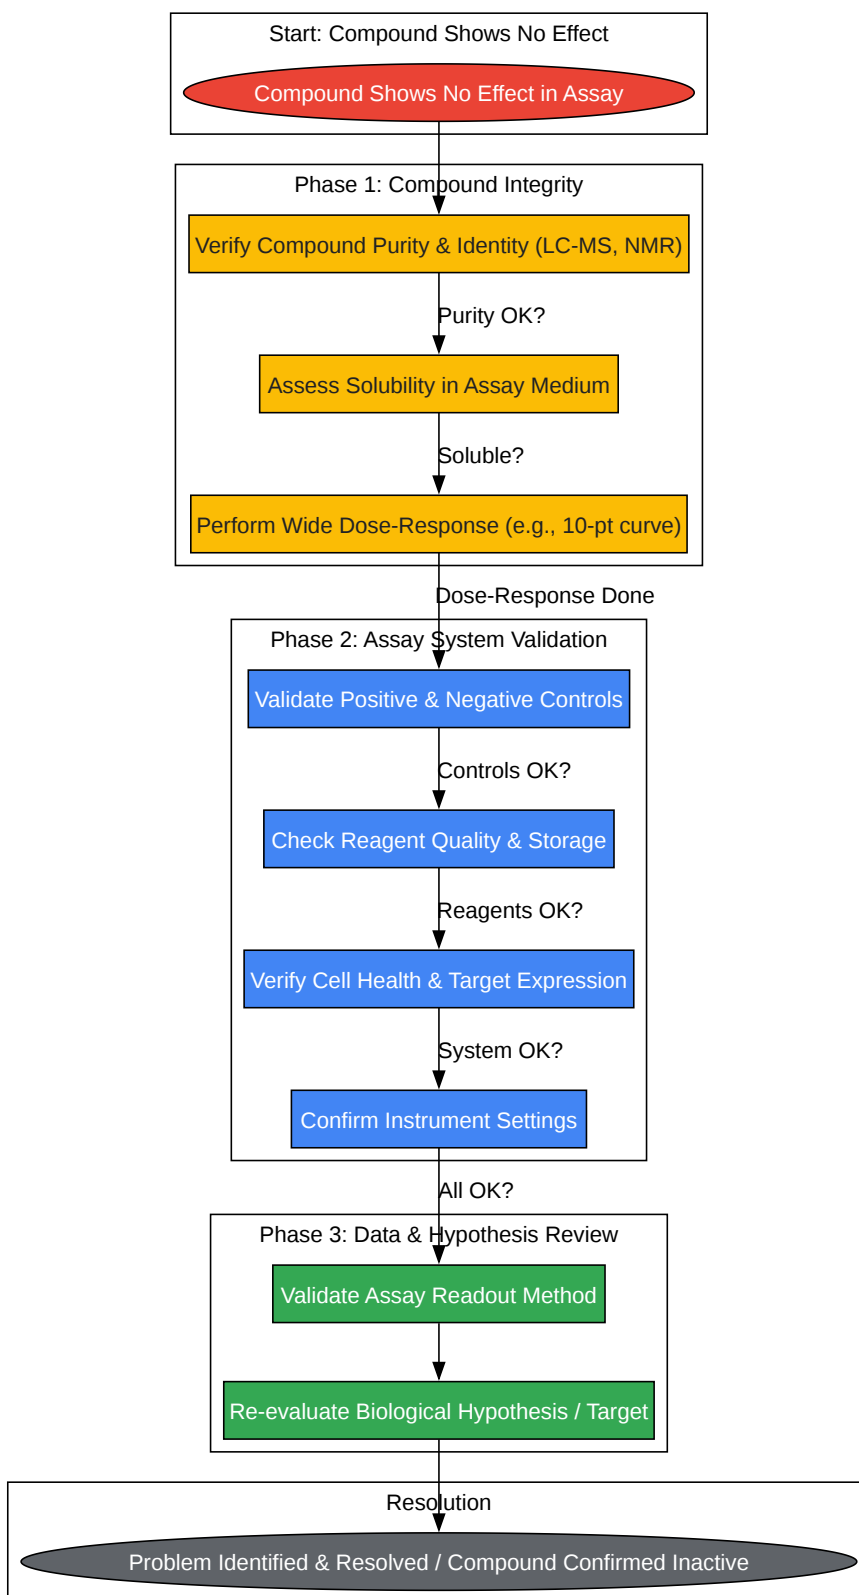 Start: Compound Shows No Effect
Compound Shows No Effect in Assay
Phase 1: Compound Integrity
Verify Compound Purity & Identity (LC-MS, NMR)
Purity OK?
Assess Solubility in Assay Medium
Soluble?
Perform Wide Dose-Response (e.g., 10-pt curve)
Dose-Response Done
Phase 2: Assay System Validation
Validate Positive & Negative Controls
Controls OK?
Check Reagent Quality & Storage
Reagents OK?
Verify Cell Health & Target Expression
System OK?
Confirm Instrument Settings
All OK?
Phase 3: Data & Hypothesis Review
Validate Assay Readout Method
Re-evaluate Biological Hypothesis / Target
Resolution
Problem Identified & Resolved / Compound Confirmed Inactive